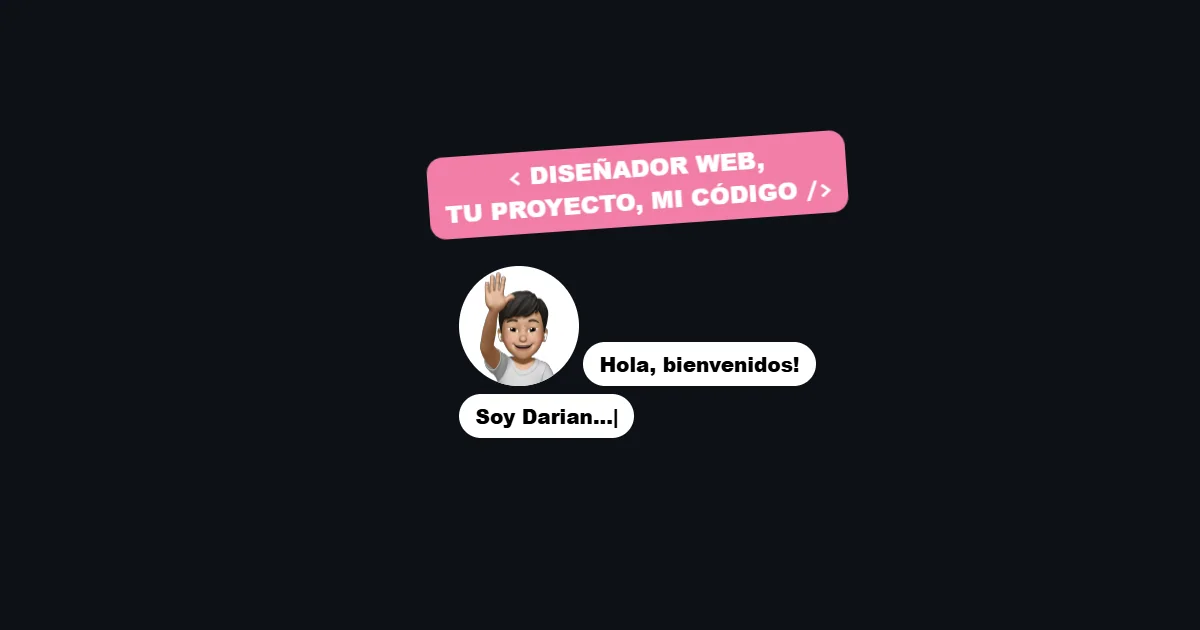 < DISEÑADOR WEB,
TU PROYECTO, MI CÓDIGO />
Hola, bienvenidos!
Soy Darian...|